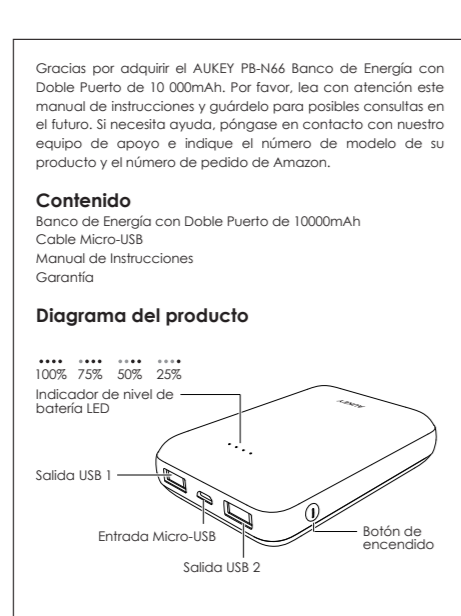 Gracias por adquirir el AUKEY PB-N66 Banco de Energía con
Doble Puerto de 10 000mAh. Por favor, lea con atención este
manual de instrucciones y guárdelo para posibles consultas en
el futuro. Si necesita ayuda, póngase en contacto con nuestro
equipo de apoyo e indique el número de modelo de su
producto y el número de pedido de Amazon.
Contenido
Banco de Energía con Doble Puerto de 10000mAh
Cable Micro-USB
Manual de Instrucciones
Garantía
Diagrama del producto
100% 75% 50% 25%
Indicador de nivel de
batería LED
AUKEY
Salida USB 1
Entrada Micro-USB
Salida USB 2
Botón de
encendido